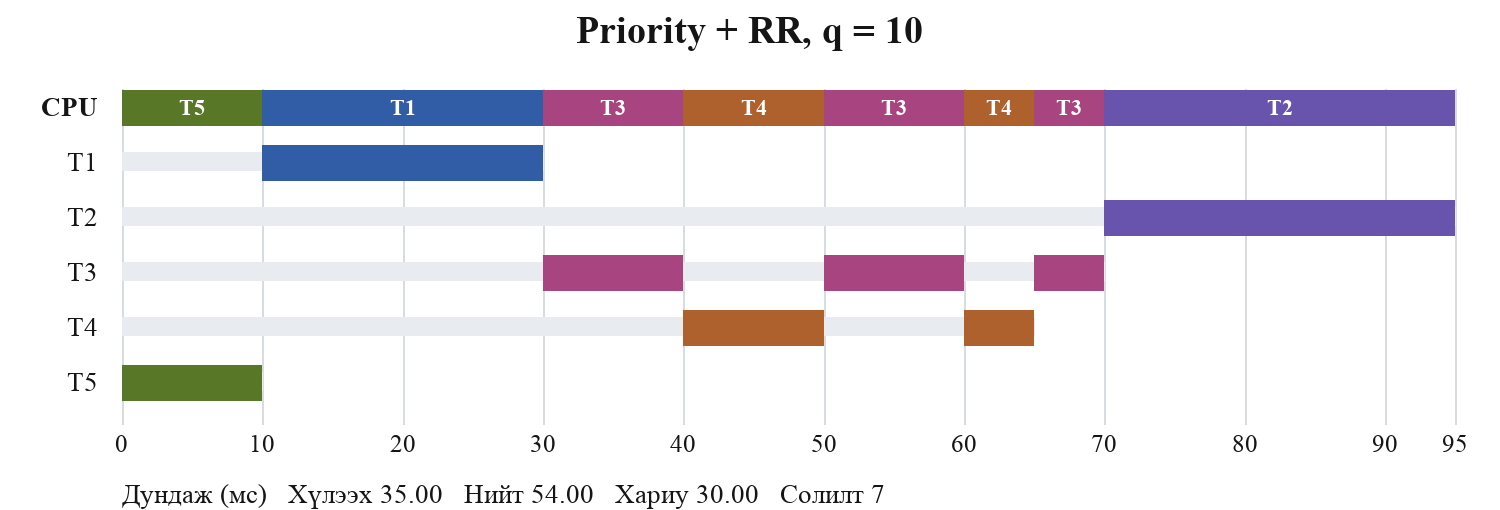 Priority + RR, q = 10
CPU T5 T1 T3 T4 T3 T4 T3 T2
T1
T2
T3
T4
T5
0 10 20 30 40 50 60 70 80 90 95
Дундаж (мс) Хүлээх 35.00 Нийт 54.00 Хариу 30.00 Солилт 7